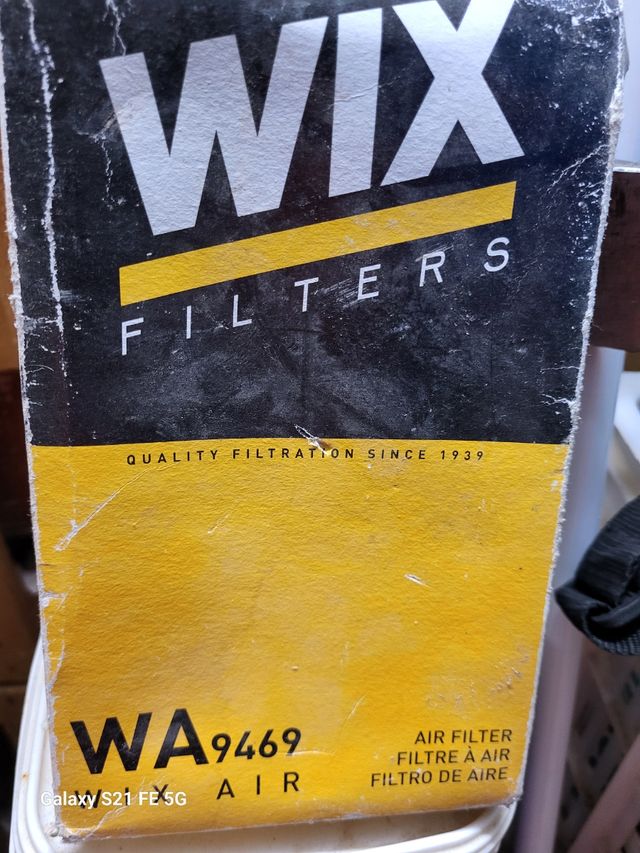 WIX
FILTERS
QUALITY FILTRATION SINCE 1939
WA9469
WIX AIR
AIR FILTER
FILTRE À AIR
FILTRO DE AIRE
Galaxy S21 FE 5G